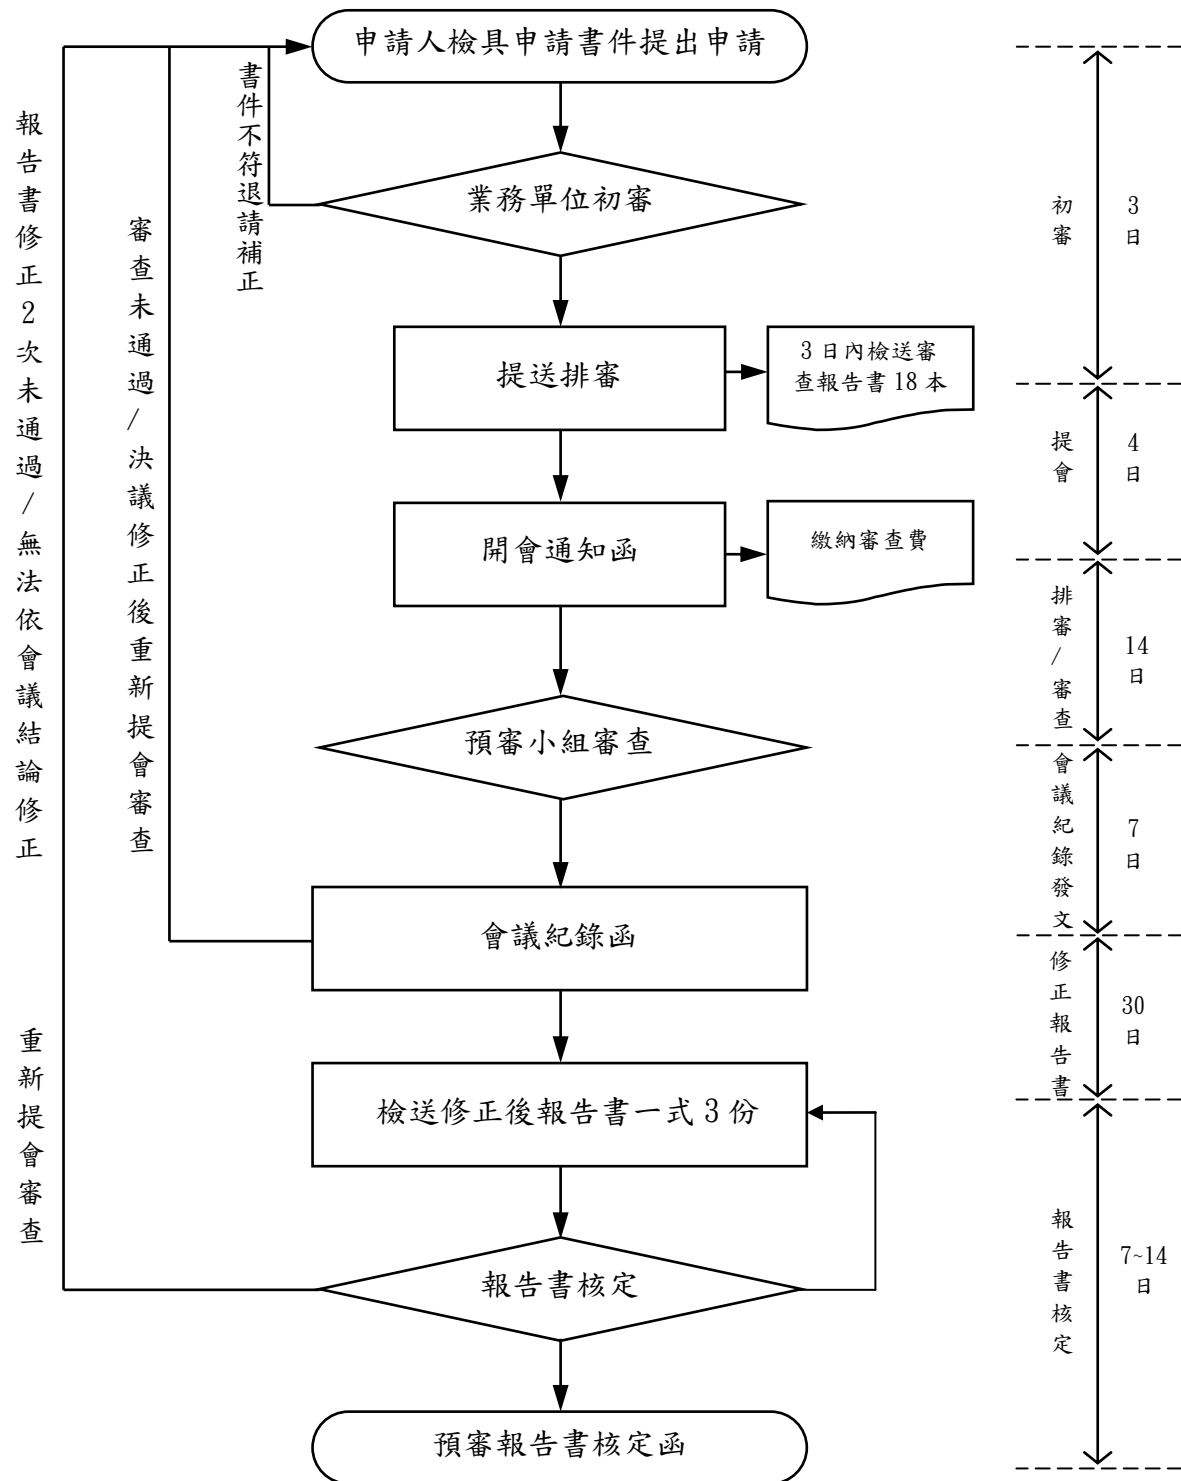 申請人檢具申請書件提出申請
書件不符退請補正
業務單位初審
提送排審
3 日內檢送審
查報告書 18 本
開會通知函
繳納審查費
預審小組審查
會議紀錄函
檢送修正後報告書一式 3 份
報告書核定
預審報告書核定函
報告書修正2次未通過/無法依會議結論修正
重新提會審查
審查未通過/決議修正後重新提會審查
初審
3
日
提會
4
日
排審/審查
14
日
會議紀錄發文
7
日
修正報告書
30
日
報告書核定
7~14
日